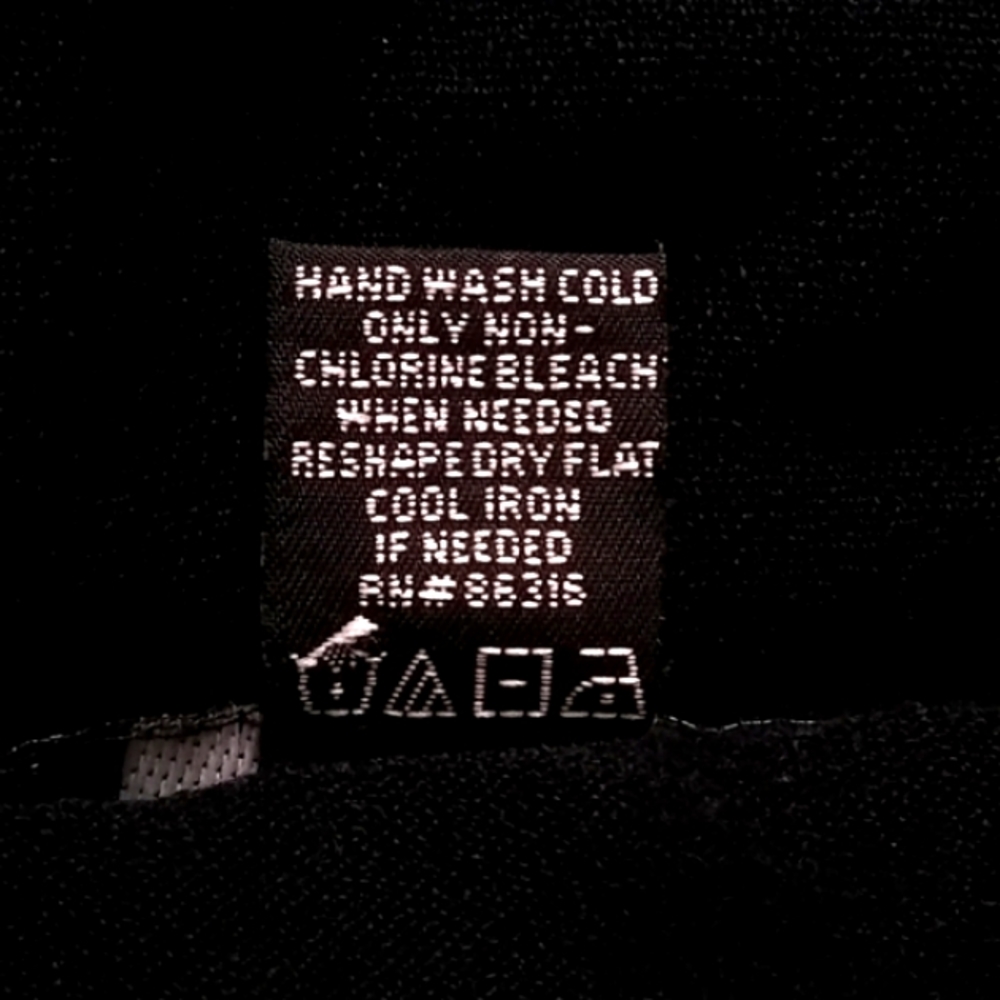 HAND WASH COLD
ONLY NON-
CHLORINE BLEACH
WHEN NEEDED
RESHAPE DRY FLAT
COOL IRON
IF NEEDED
RN# 86316